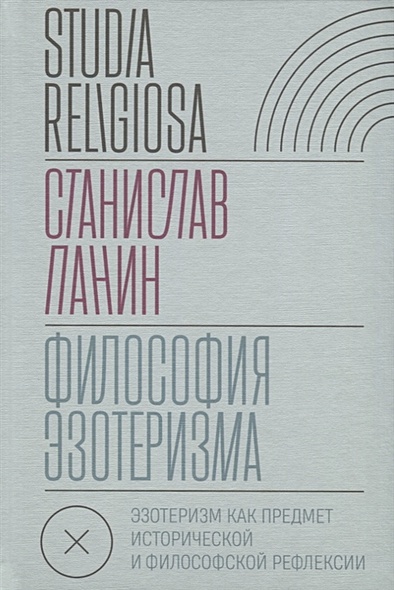 STUDIA
RELIGIOSA
СТАНИСЛАВ
ПАНИН
ФИЛОСОФИЯ
ЭЗОТЕРИЗМА
ЭЗОТЕРИЗМ КАК ПРЕДМЕТ
ИСТОРИЧЕСКОЙ
И ФИЛОСОФСКОЙ РЕФЛЕКСИИ